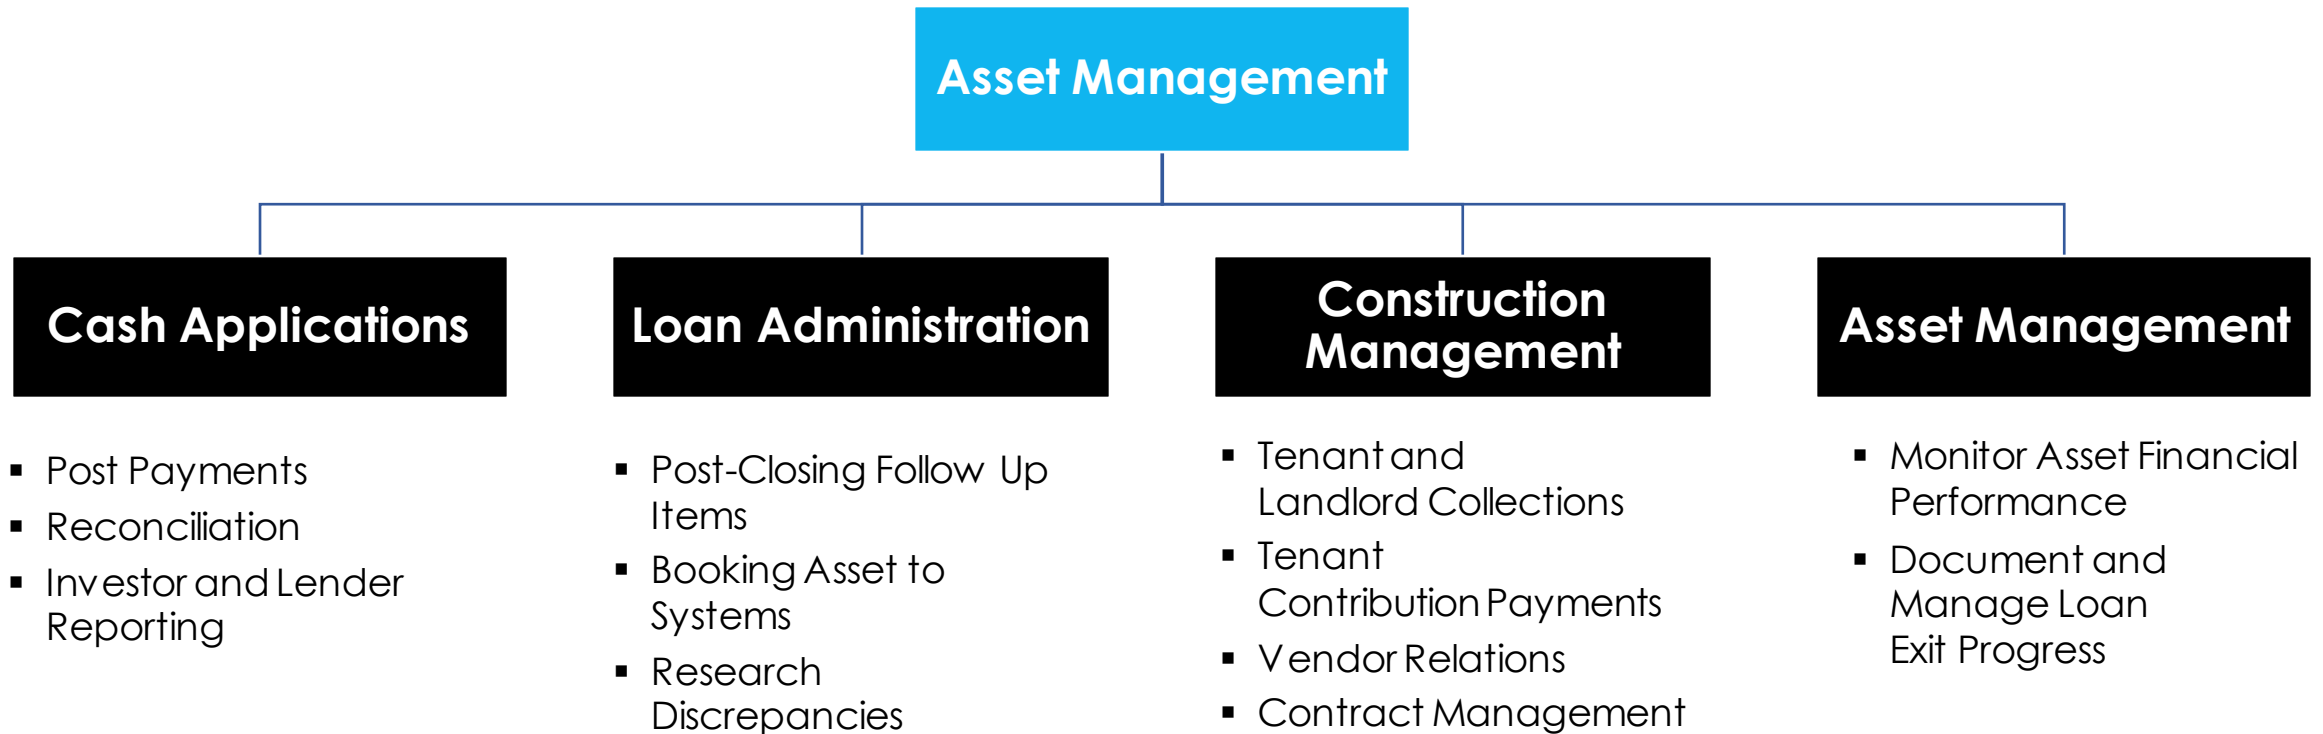 Asset Management
Cash Applications
▪ Post Payments
▪ Reconciliation
▪ Investor and Lender
Reporting
Loan Administration
▪ Post-Closing Follow Up
Items
▪ Booking Asset to
Systems
▪ Research
Discrepancies
Construction
Management
▪ Tenant and
Landlord Collections
▪ Tenant
Contribution Payments
▪ Vendor Relations
▪ Contract Management
Asset Management
▪ Monitor Asset Financial
Performance
▪ Document and
Manage Loan
Exit Progress